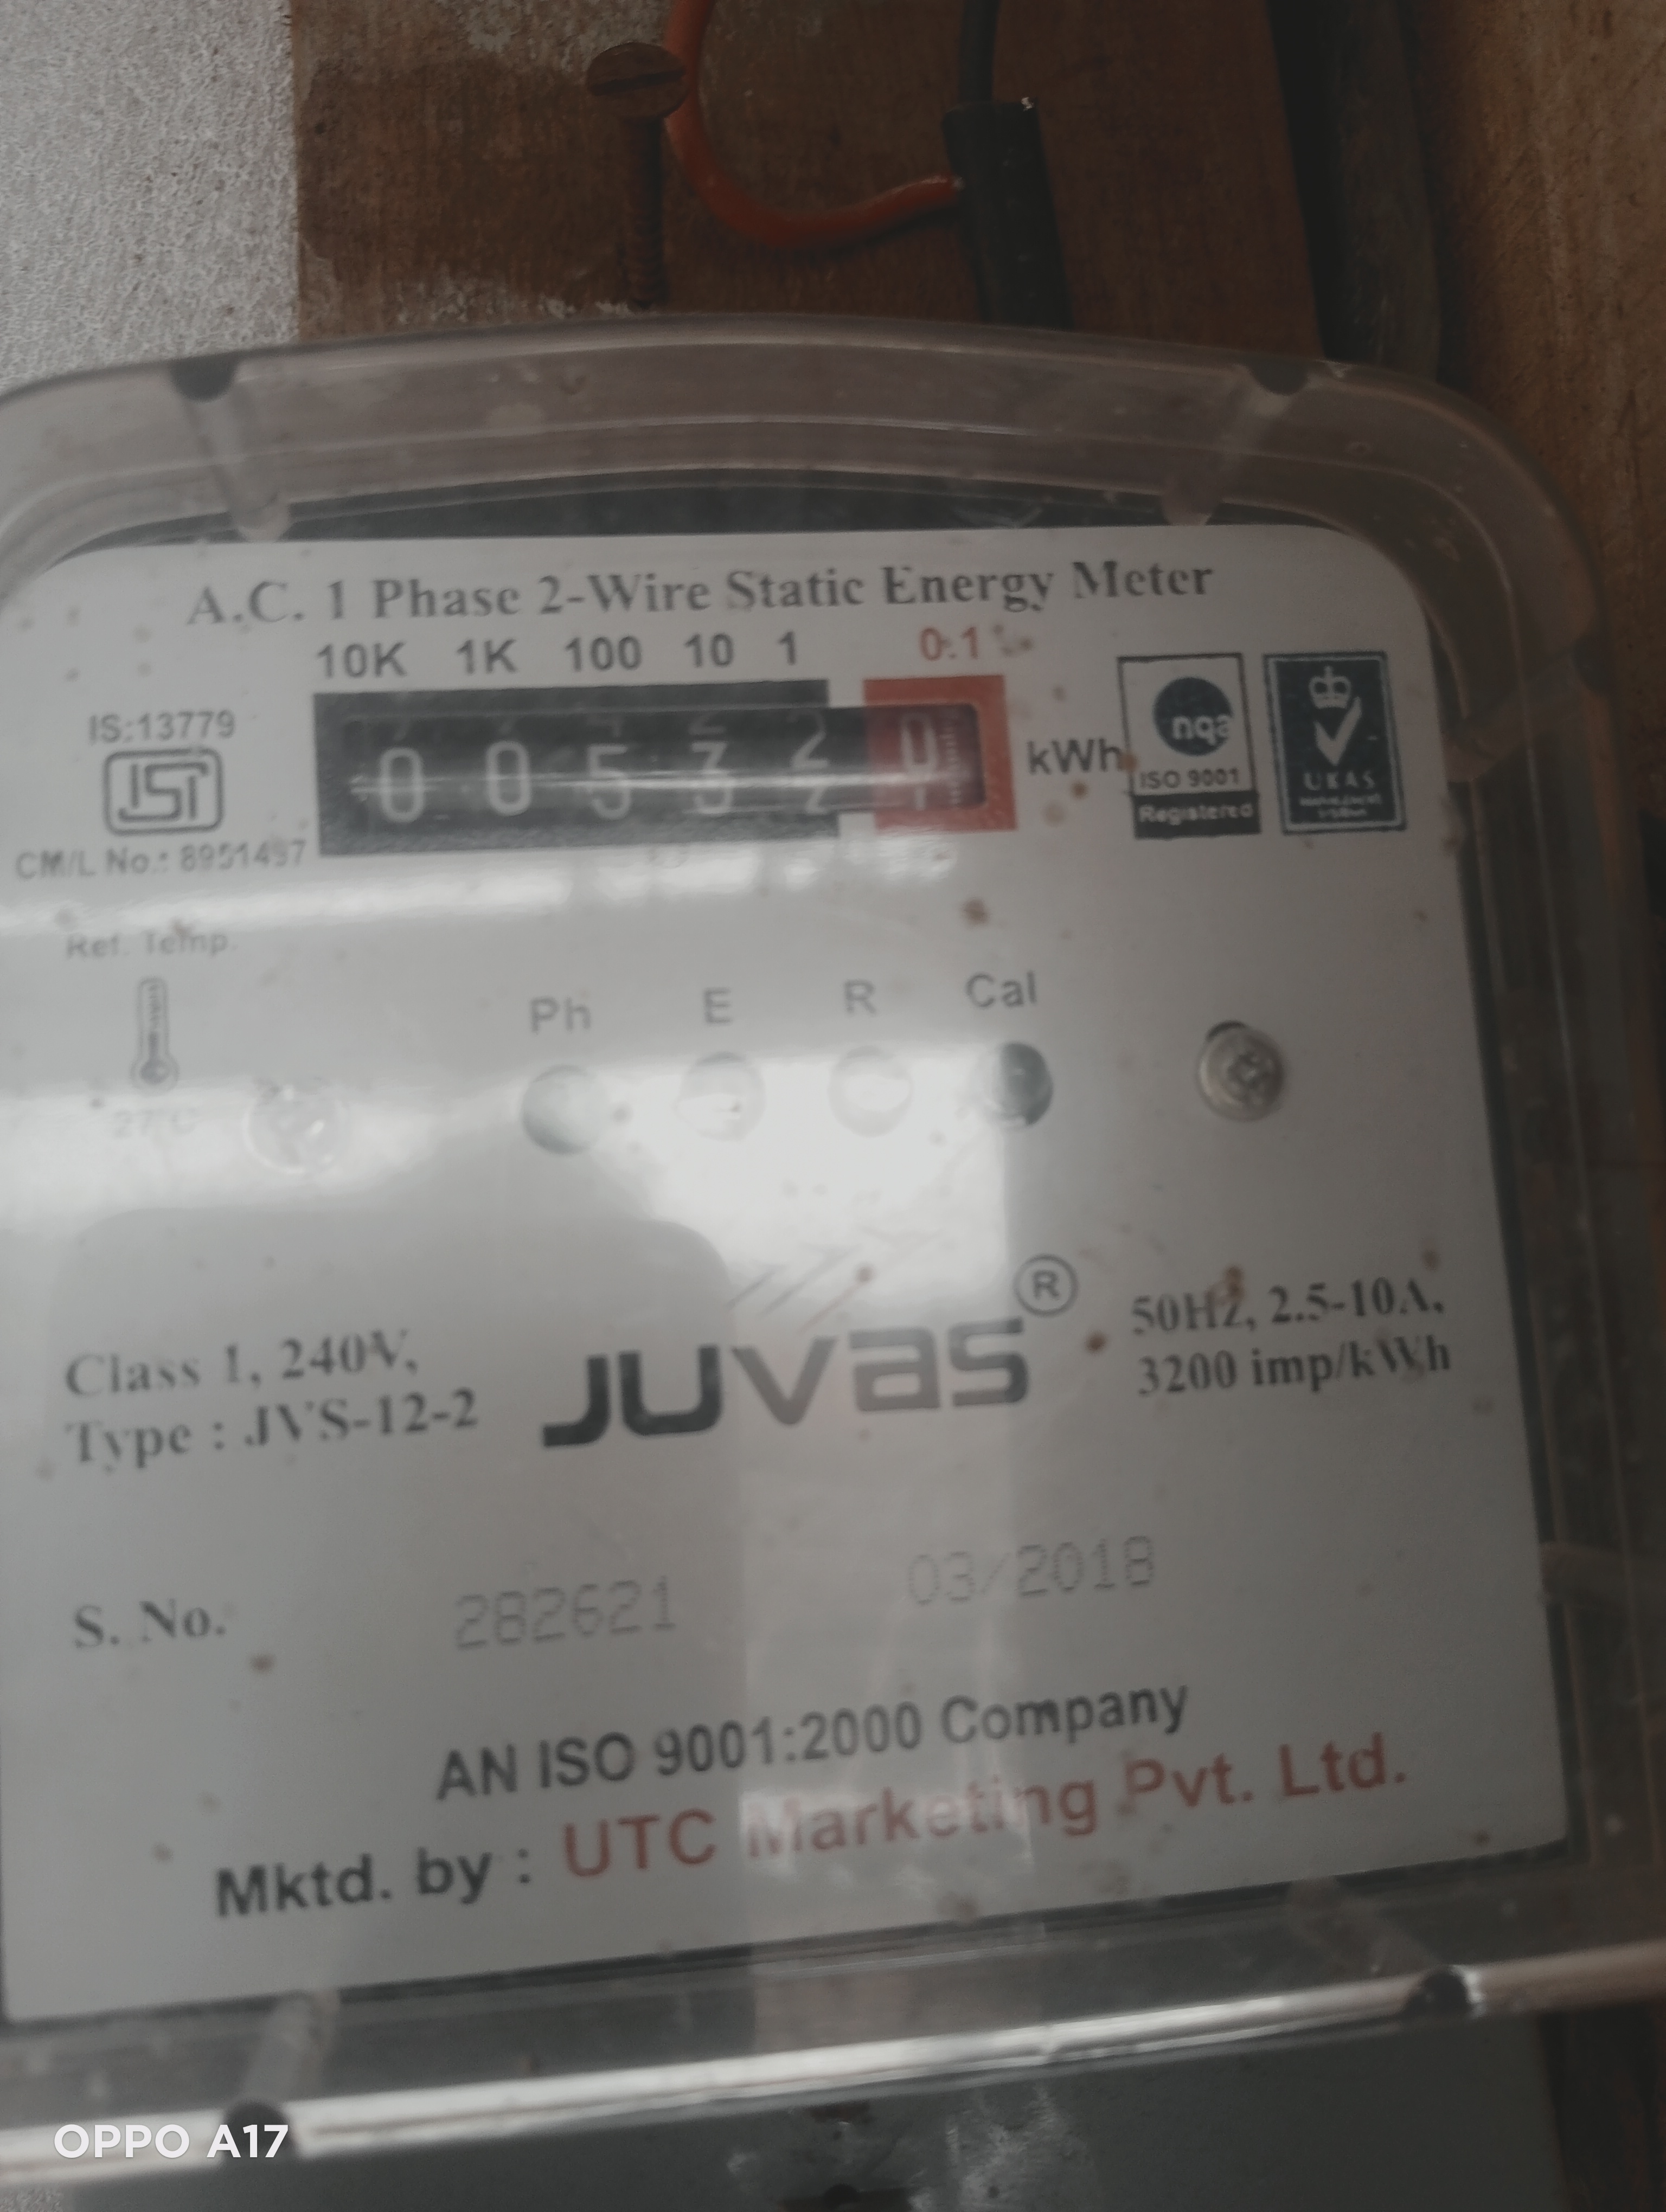 A.C. 1 Phase 2-Wire Static Energy Meter
10K 1K 100 10 1 0.1
IS:13779
ISI
0 0 5 3 2
kWh
nqa
ISO 9001
Registered
UKAS
CM/L No.: 8951497
Ref. Temp.
27°C
Ph E R Cal
Class 1, 240V,
Type : JVS-12-2
JUVAS®
50HZ, 2.5-10A,
3200 imp/kWh
S. No. 282621 03/2018
AN ISO 9001:2000 Company
Mktd. by : UTC Marketing Pvt. Ltd.
OPPO A17